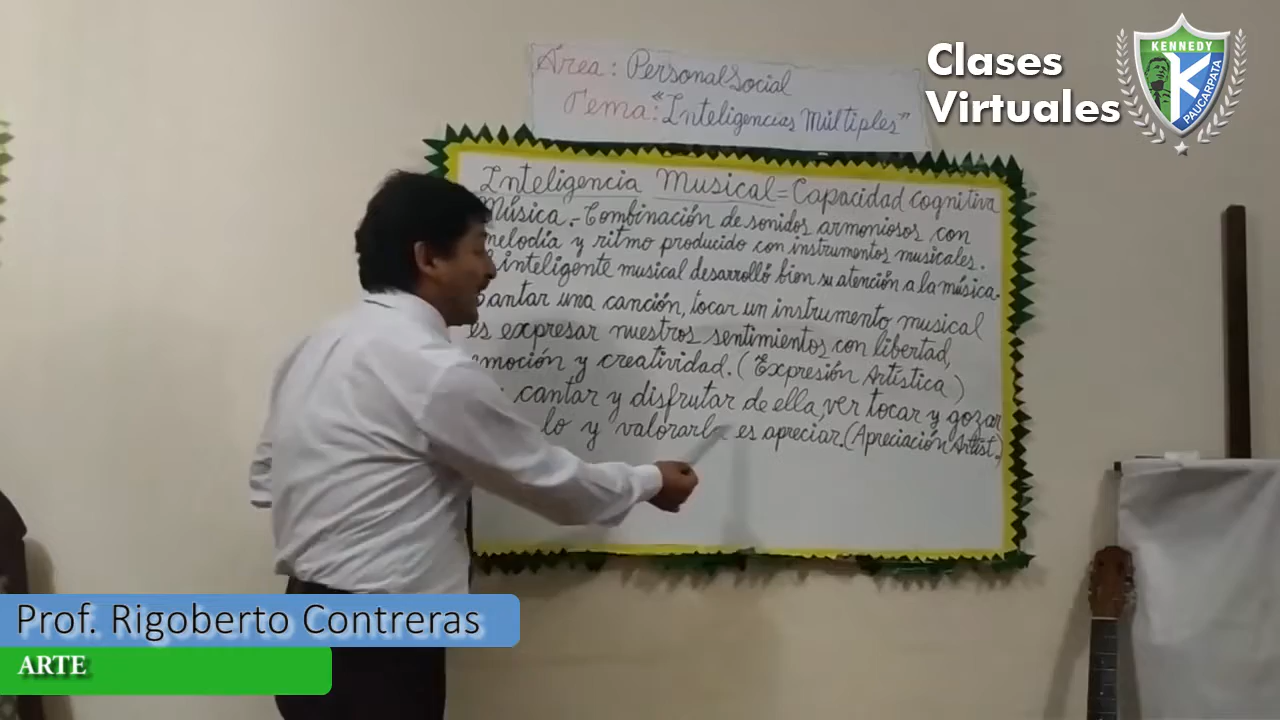 Clases
Virtuales
KENNEDY
K
PAUCARPATA
Área: Personal Social
Tema: "Inteligencias Múltiples"
Inteligencia Musical = Capacidad cognitiva
Música.- Combinación de sonidos armoniosos con
melodía y ritmo producido con instrumentos musicales.
inteligente musical desarrolló bien su atención a la música.
Cantar una canción, tocar un instrumento musical
es expresar nuestros sentimientos con libertad,
emoción y creatividad. (Expresión Artística)
cantar y disfrutar de ella, ver tocar y gozar
lo y valorarla es apreciar. (Apreciación Artist.)
Prof. Rigoberto Contreras
ARTE